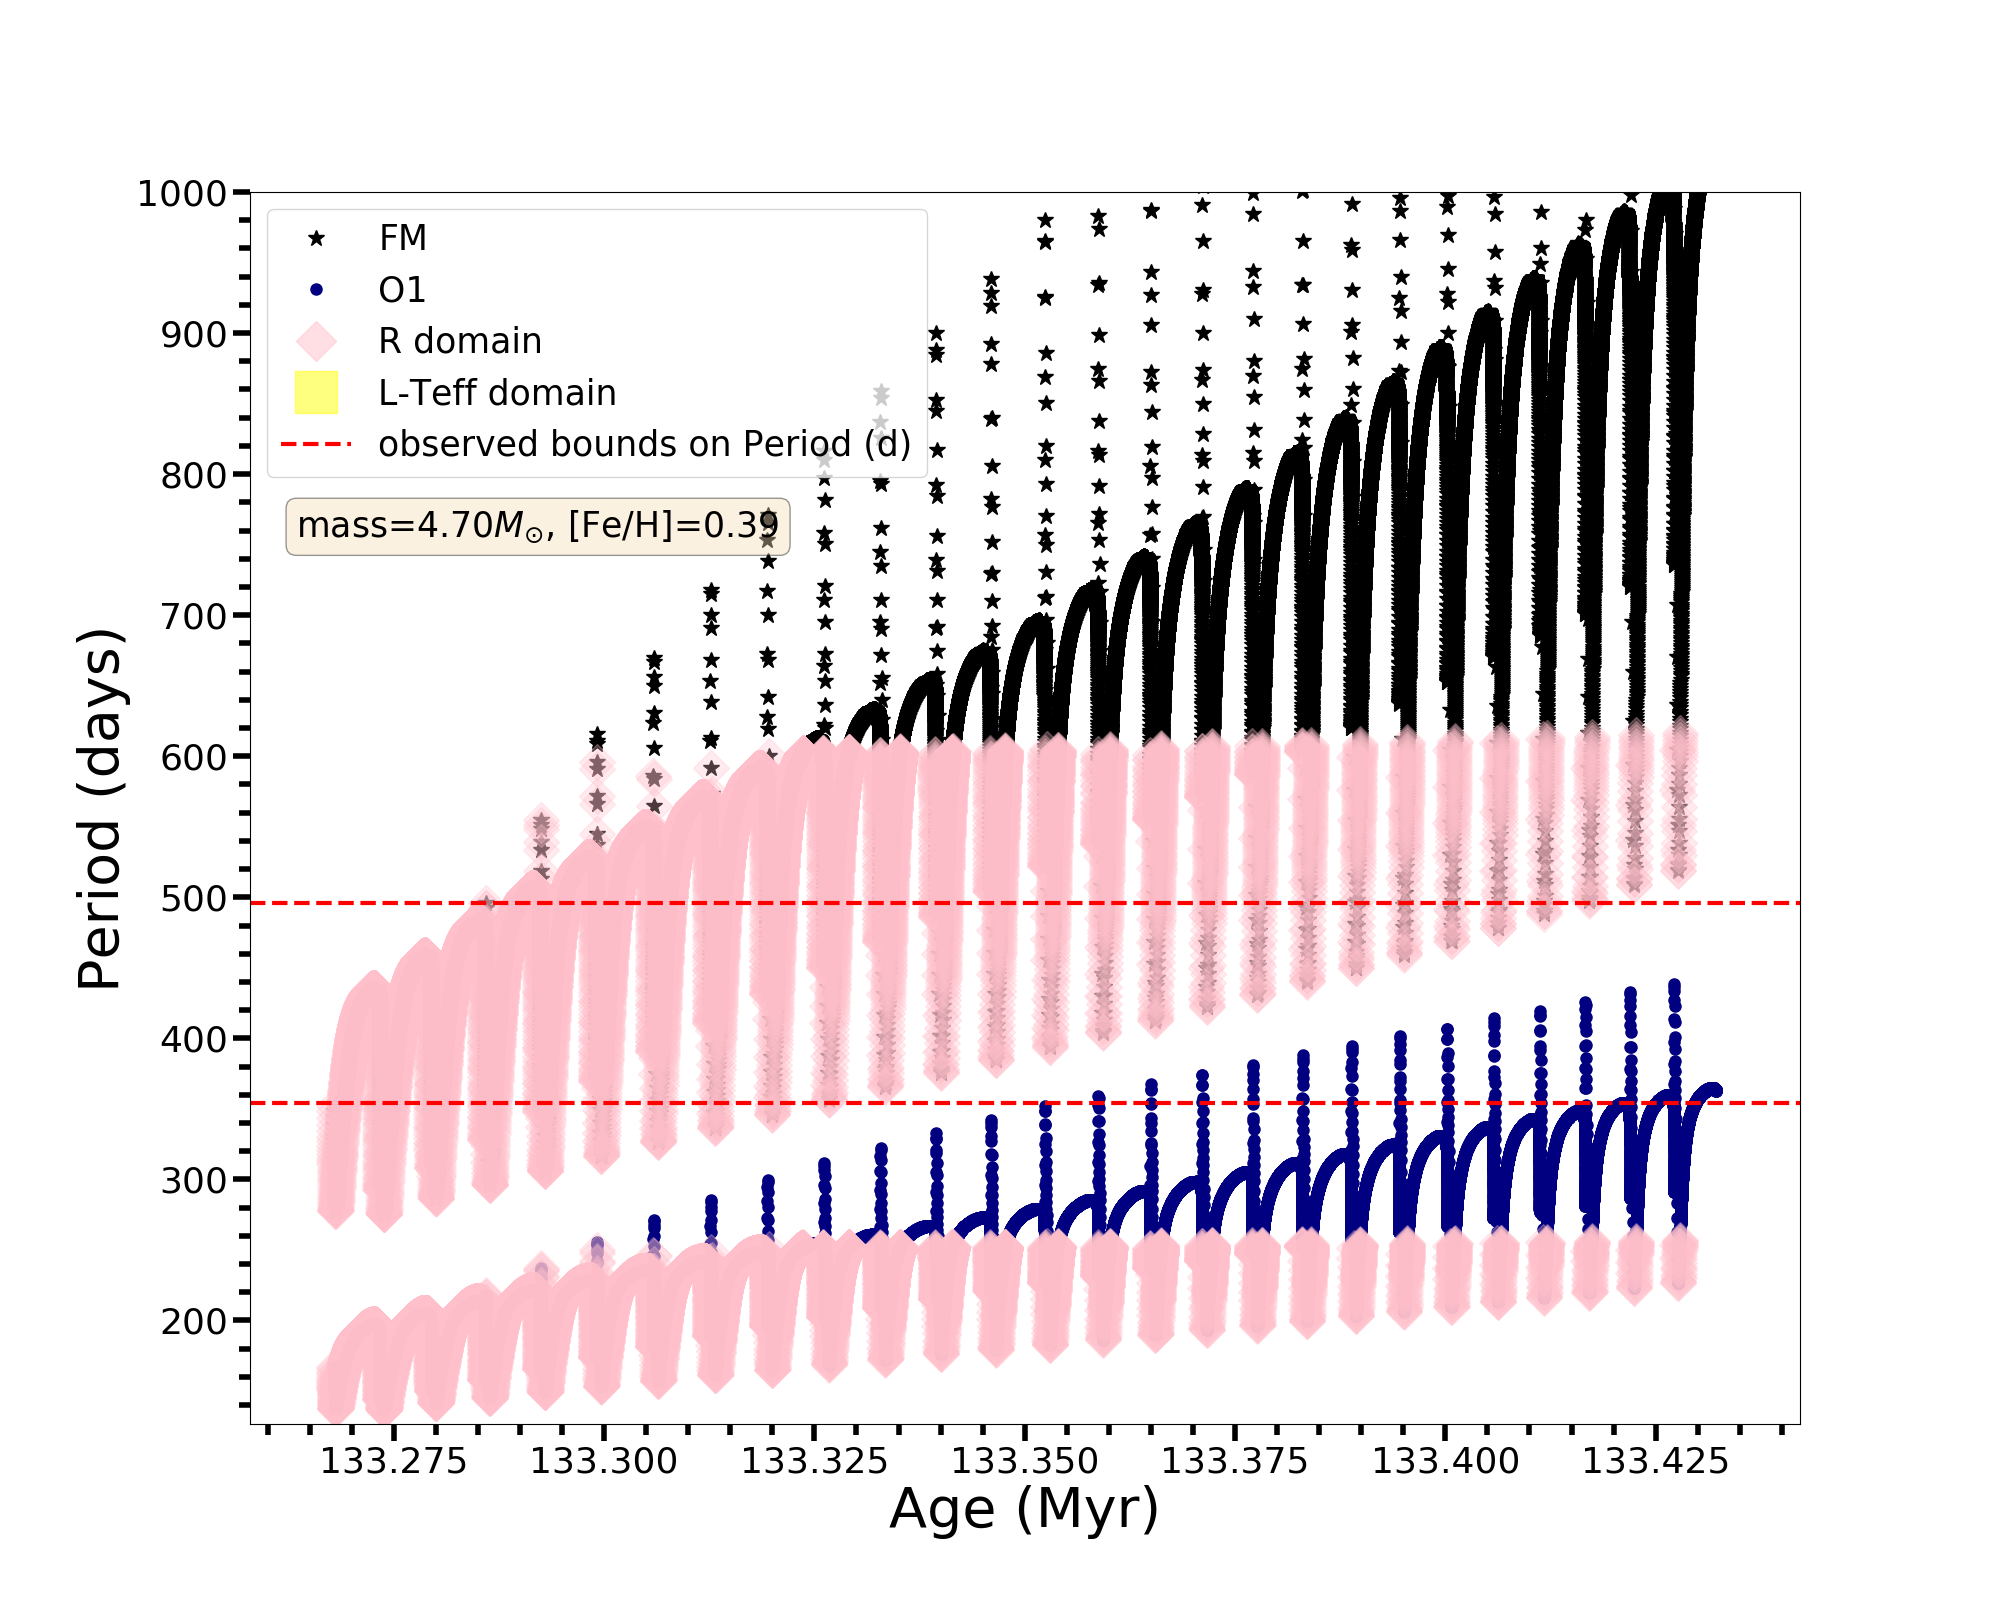 1000
900
800
700
600
500
400
300
200
Period (days)
FM
O1
R domain
L-Teff domain
observed bounds on Period (d)
mass=4.70M⊙, [Fe/H]=0.39
133.275 133.300 133.325 133.350 133.375 133.400 133.425
Age (Myr)